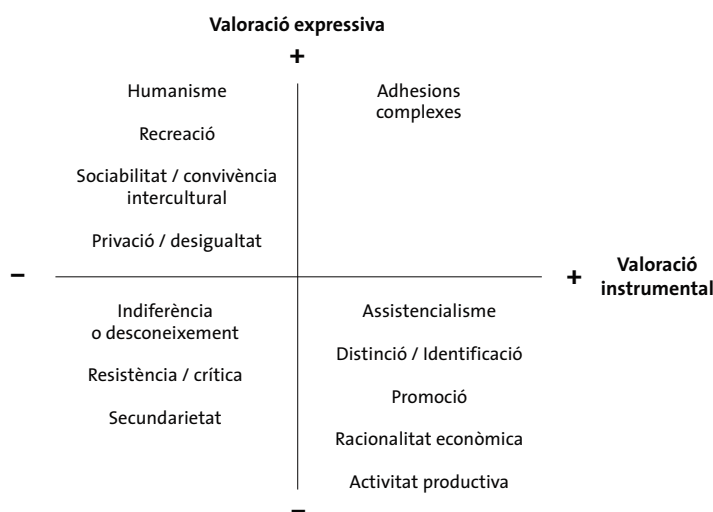 Valoració expressiva
+
Humanisme
Recreació
Sociabilitat / convivència
intercultural
Privació / desigualtat
Adhesions
complexes
–
+
Valoració
instrumental
Indiferència
o desconeixement
Resistència / crítica
Secundarietat
Assistencialisme
Distinció / Identificació
Promoció
Racionalitat econòmica
Activitat productiva
–